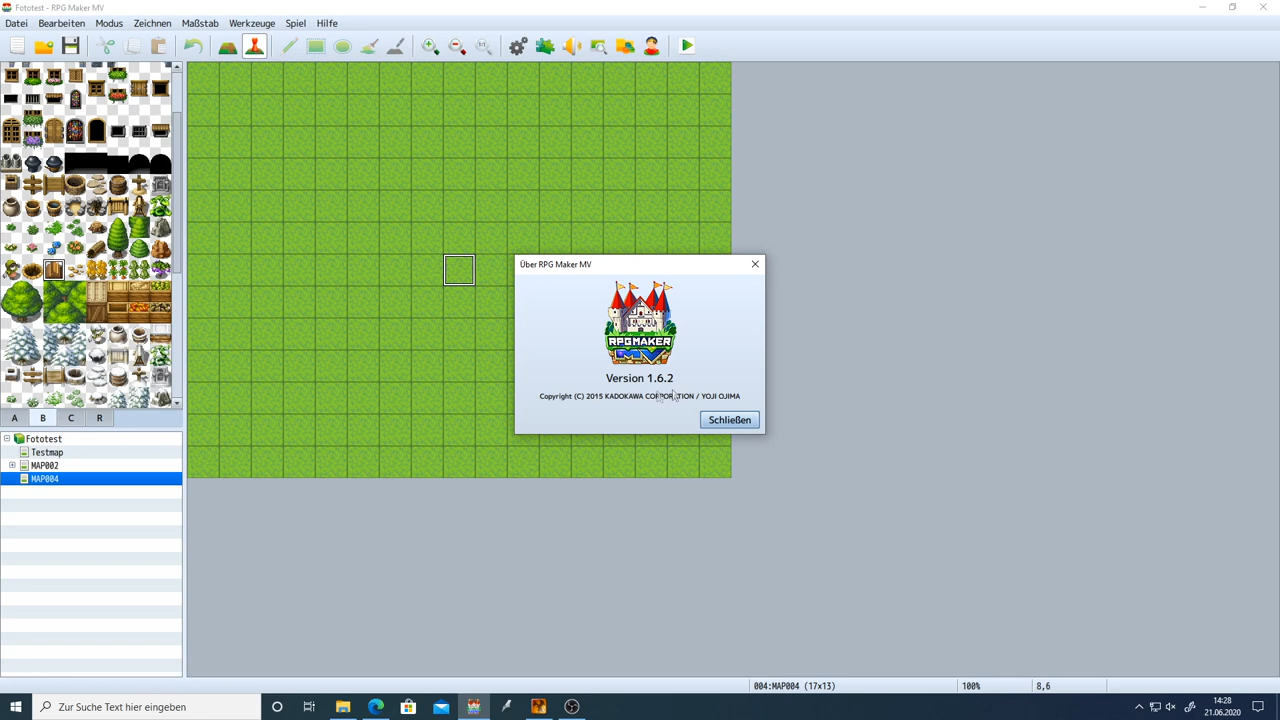 Fototest - RPG Maker MV
Datei Bearbeiten Modus Zeichnen Maßstab Werkzeuge Spiel Hilfe
1:1
Über RPG Maker MV
RPGMAKER
MV
Version 1.6.2
Copyright (C) 2015 KADOKAWA CORPORATION / YOJI OJIMA
Schließen
A B C R
Fototest
Testmap
MAP002
MAP004
004:MAP004 (17x13) 100% 8,6
Zur Suche Text hier eingeben
14:28
21.06.2020